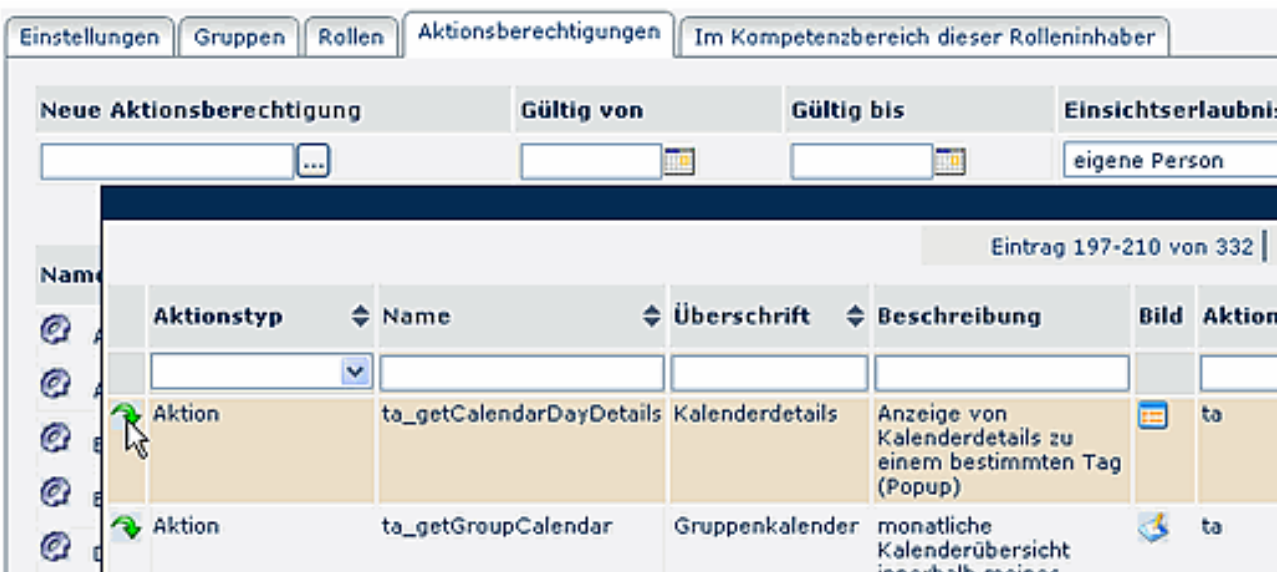 Einstellungen Gruppen Rollen Aktionsberechtigungen Im Kompetenzbereich dieser Rolleninhaber
Neue Aktionsberechtigung Gültig von Gültig bis Einsichtserlaubnis
... eigene Person
Eintrag 197-210 von 332
Name
Aktionstyp Name Überschrift Beschreibung Bild Aktion
Aktion ta_getCalendarDayDetails Kalenderdetails Anzeige von ta
Kalenderdetails zu
einem bestimmten Tag
(Popup)
Aktion ta_getGroupCalendar Gruppenkalender monatliche ta
Kalenderübersicht